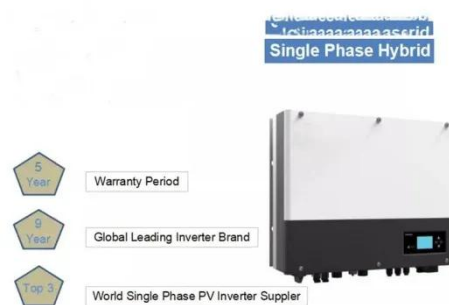 Single Phase Hybrid
5
Year
Warranty Period
9
Year
Global Leading Inverter Brand
Top 3
World Single Phase PV Inverter Suppler